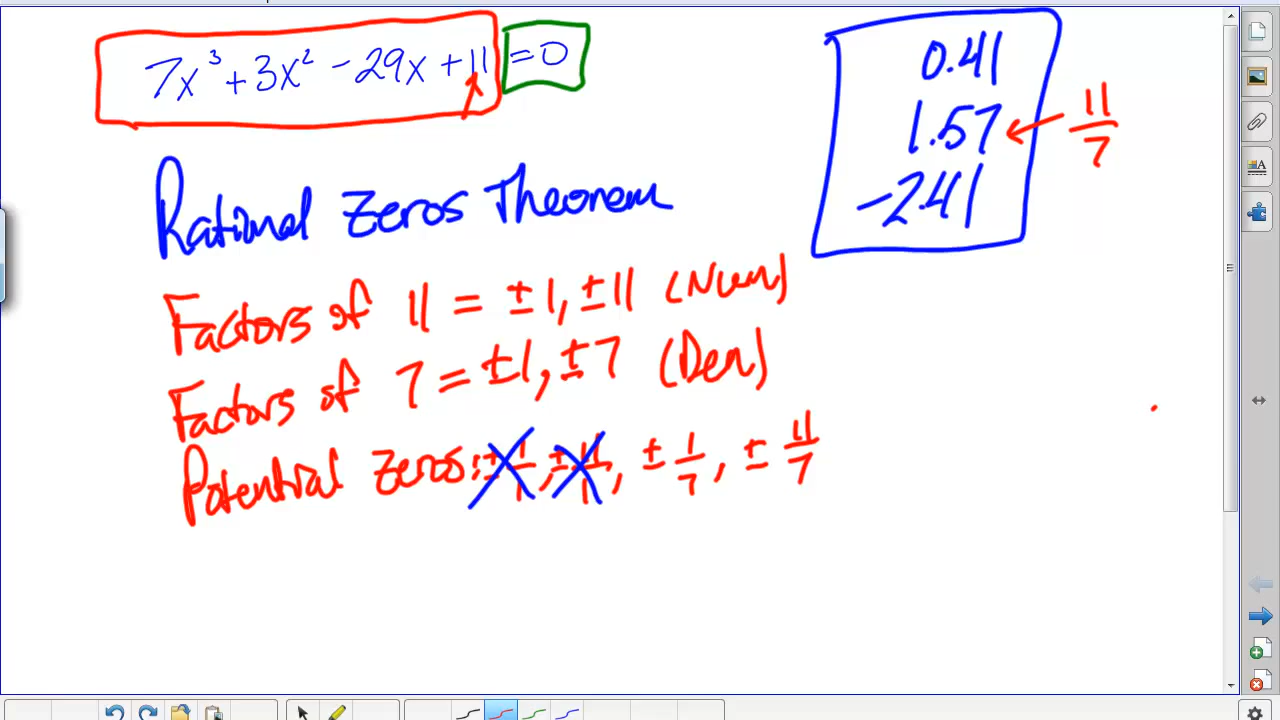 7x³ + 3x² - 29x + 11 = 0
0.41
1.57
11/7
-2.41
Rational Zeros Theorem
Factors of 11 = ±1, ±11 (Num)
Factors of 7 = ±1, ±7 (Den)
Potential Zeros: ±1/1, ±11/1, ±1/7, ±11/7